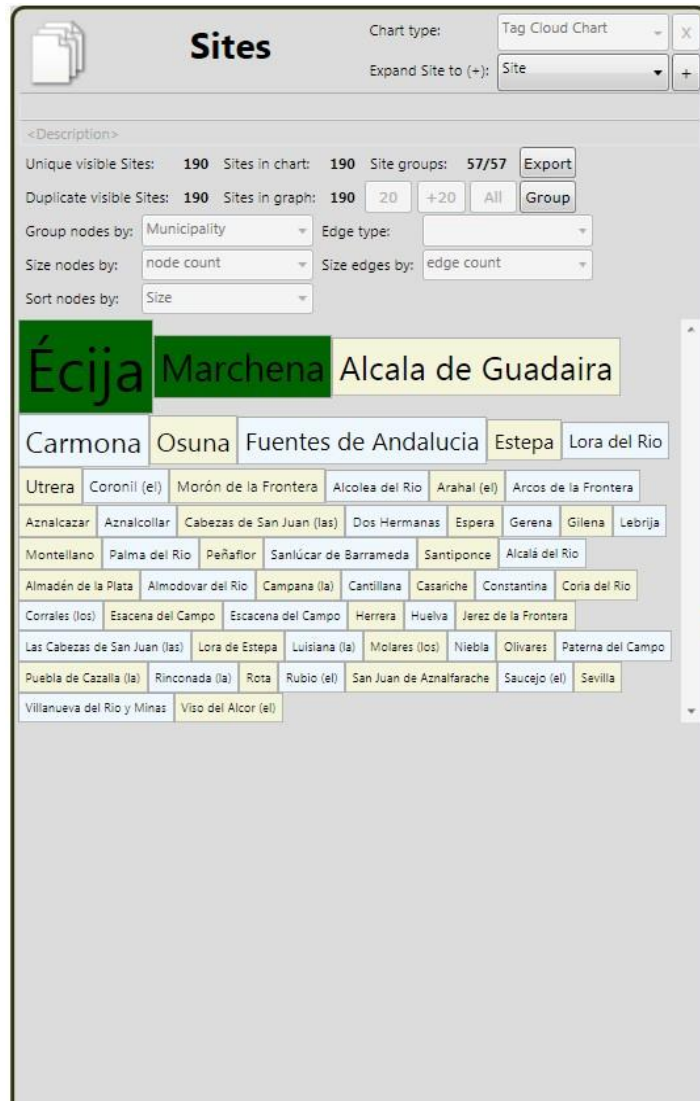 Sites
Chart type: Tag Cloud Chart X
Expand Site to (+): Site +
<Description>
Unique visible Sites: 190 Sites in chart: 190 Site groups: 57/57 Export
Duplicate visible Sites: 190 Sites in graph: 190 20 +20 All Group
Group nodes by: Municipality Edge type:
Size nodes by: node count Size edges by: edge count
Sort nodes by: Size
Écija Marchena Alcala de Guadaira
Carmona Osuna Fuentes de Andalucia Estepa Lora del Rio
Utrera Coronil (el) Morón de la Frontera Alcolea del Rio Arahal (el) Arcos de la Frontera
Aznalcazar Aznalcollar Cabezas de San Juan (las) Dos Hermanas Espera Gerena Gilena Lebrija
Montellano Palma del Rio Peñaflor Sanlúcar de Barrameda Santiponce Alcalá del Rio
Almadén de la Plata Almodovar del Rio Campana (la) Cantillana Casariche Constantina Coria del Rio
Corrales (los) Esacena del Campo Escacena del Campo Herrera Huelva Jerez de la Frontera
Las Cabezas de San Juan (las) Lora de Estepa Luisiana (la) Molares (los) Niebla Olivares Paterna del Campo
Puebla de Cazalla (la) Rinconada (la) Rota Rubio (el) San Juan de Aznalfarache Saucejo (el) Sevilla
Villanueva del Rio y Minas Viso del Alcor (el)